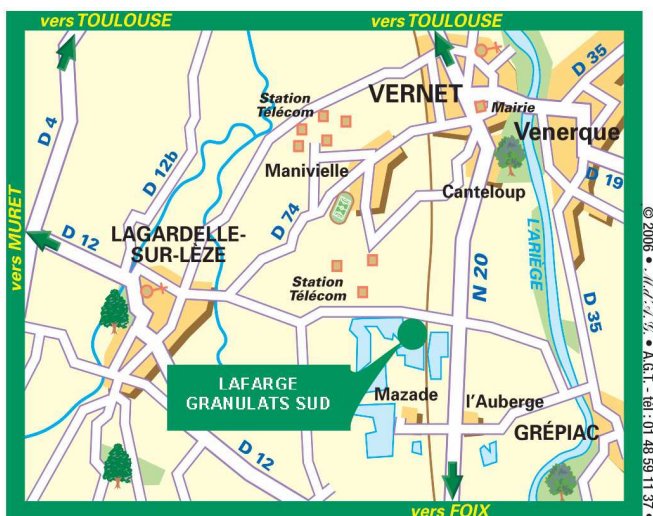 vers TOULOUSE
vers TOULOUSE
D 4
D 12b
Station
Télécom
VERNET
Mairie
D 35
Venerque
Manivielle
D 19
Canteloup
vers MURET
D 12
LAGARDELLE-
SUR-LÈZE
D 74
L'ARIÈGE
Station
Télécom
N 20
D 35
LAFARGE
GRANULATS SUD
Mazade
l'Auberge
GRÉPIAC
D 12
vers FOIX
© 2006 •
• A.G.T. - tél : 01 48 59 11 37 •